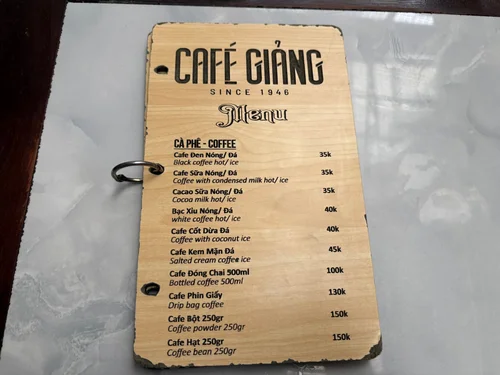 CAFÉ GIẢNG
SINCE 1946
Menu
CÀ PHÊ - COFFEE
Cafe Đen Nóng/ Đá 35k
Black coffee hot/ ice
Cafe Sữa Nóng/ Đá 35k
Coffee with condensed milk hot/ ice
Cacao Sữa Nóng/ Đá 35k
Cocoa milk hot/ ice
Bạc Xỉu Nóng/ Đá 40k
white coffee hot/ ice
Cafe Cốt Dừa Đá 40k
Coffee with coconut ice
Cafe Kem Mặn Đá 45k
Salted cream coffee ice
Cafe Đóng Chai 500ml 100k
Bottled coffee 500ml
Cafe Phin Giấy 130k
Drip bag coffee
Cafe Bột 250gr 150k
Coffee powder 250gr
Cafe Hạt 250gr 150k
Coffee bean 250gr